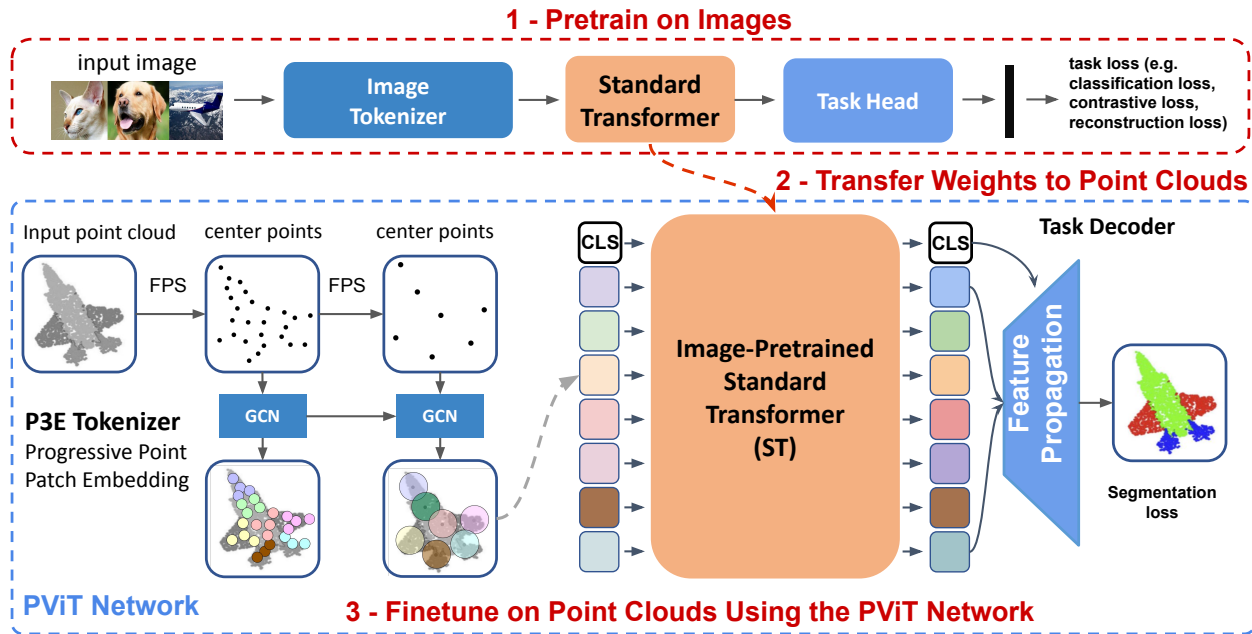 1 - Pretrain on Images
input image
Image
Tokenizer
Standard
Transformer
Task Head
task loss (e.g.
classification loss,
contrastive loss,
reconstruction loss)
2 - Transfer Weights to Point Clouds
Input point cloud
center points
center points
FPS
FPS
GCN
GCN
P3E Tokenizer
Progressive Point
Patch Embedding
CLS
Image-Pretrained
Standard
Transformer
(ST)
CLS
Task Decoder
Feature
Propagation
Segmentation
loss
PViT Network
3 - Finetune on Point Clouds Using the PViT Network